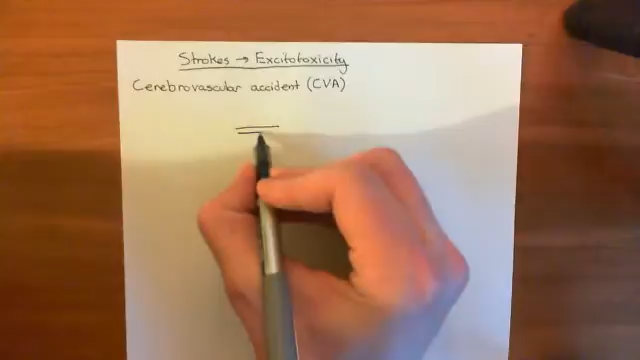 Strokes → Excitotoxicity
Cerebrovascular accident (CVA)